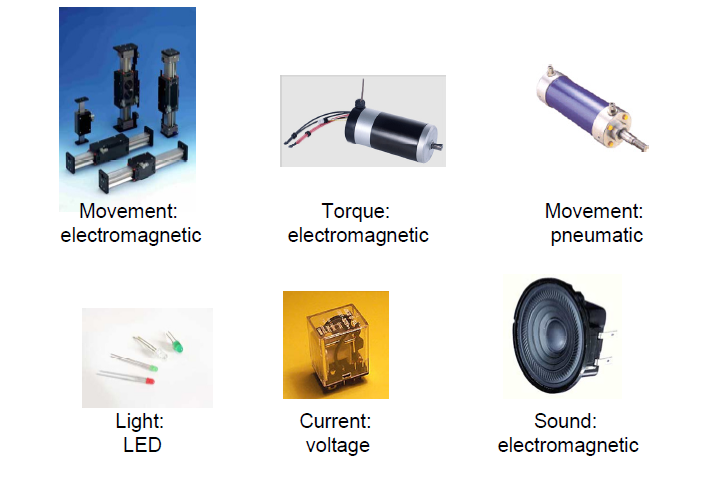 Movement:
electromagnetic
Torque:
electromagnetic
Movement:
pneumatic
Light:
LED
Current:
voltage
Sound:
electromagnetic